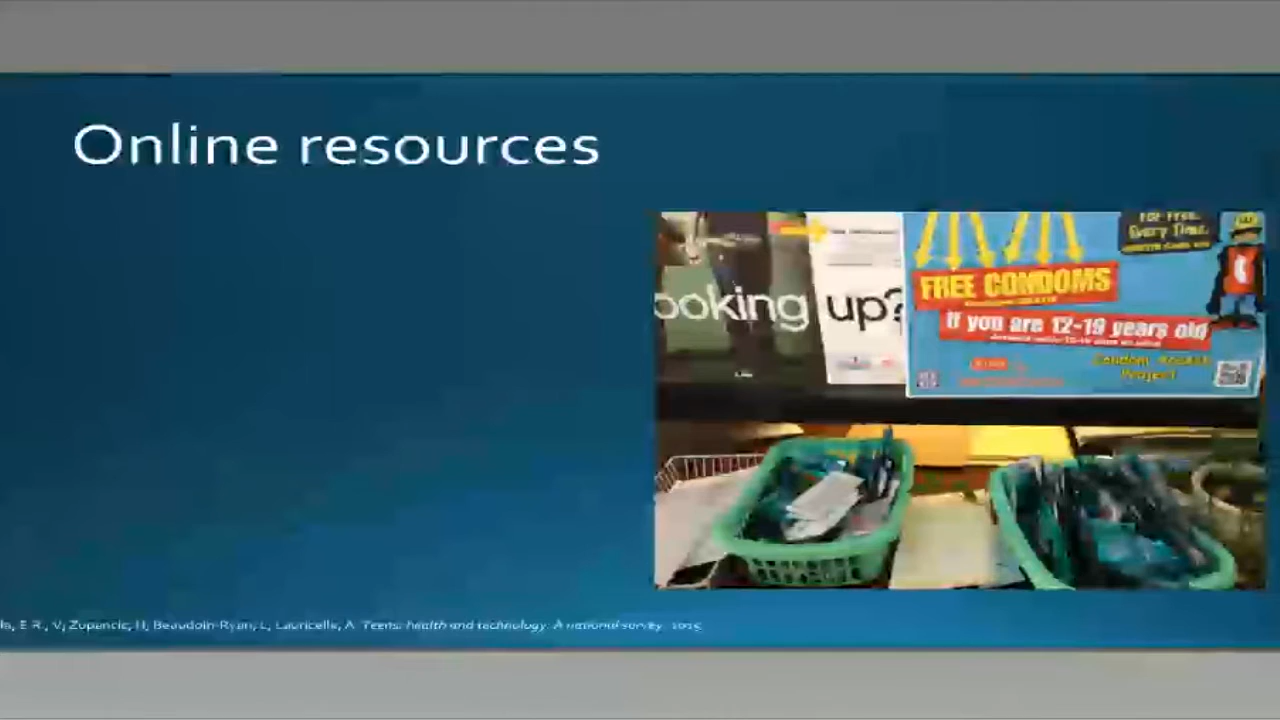 Online resources
ooking up?
For Free.
Every Time.
FREE CONDOMS
If you are 12-19 years old
Condom Access
Project
la, E.R., V; Zupancic, H; Beaudoin-Ryan, L; Lauricella, A. Teens, health and technology: A national survey. 2015